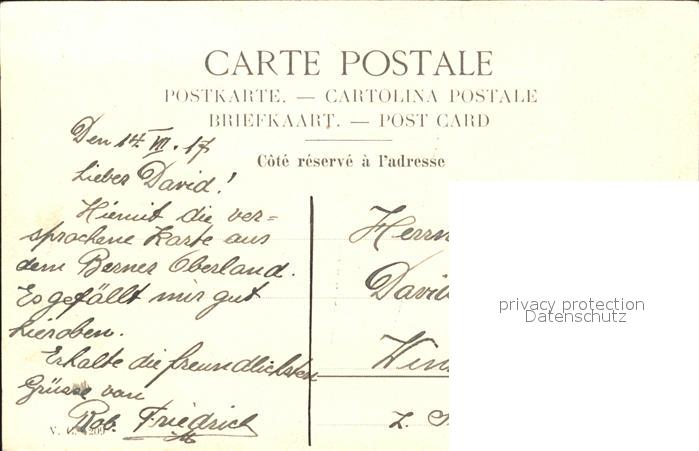 CARTE POSTALE
POSTKARTE. — CARTOLINA POSTALE
BRIEFKAART. — POST CARD
Côté réservé à l'adresse
Den 14. VII. 17
Lieber David!
Hiemit die ver=
sprochene Karte aus
dem Berner Oberland.
Es gefällt mir gut
hieroben.
Erhalte die freundlichsten
Grüsse von
Rob. Friedrich
Herrn
David
Win
Z.
privacy protection
Datenschutz
V. G. 4209